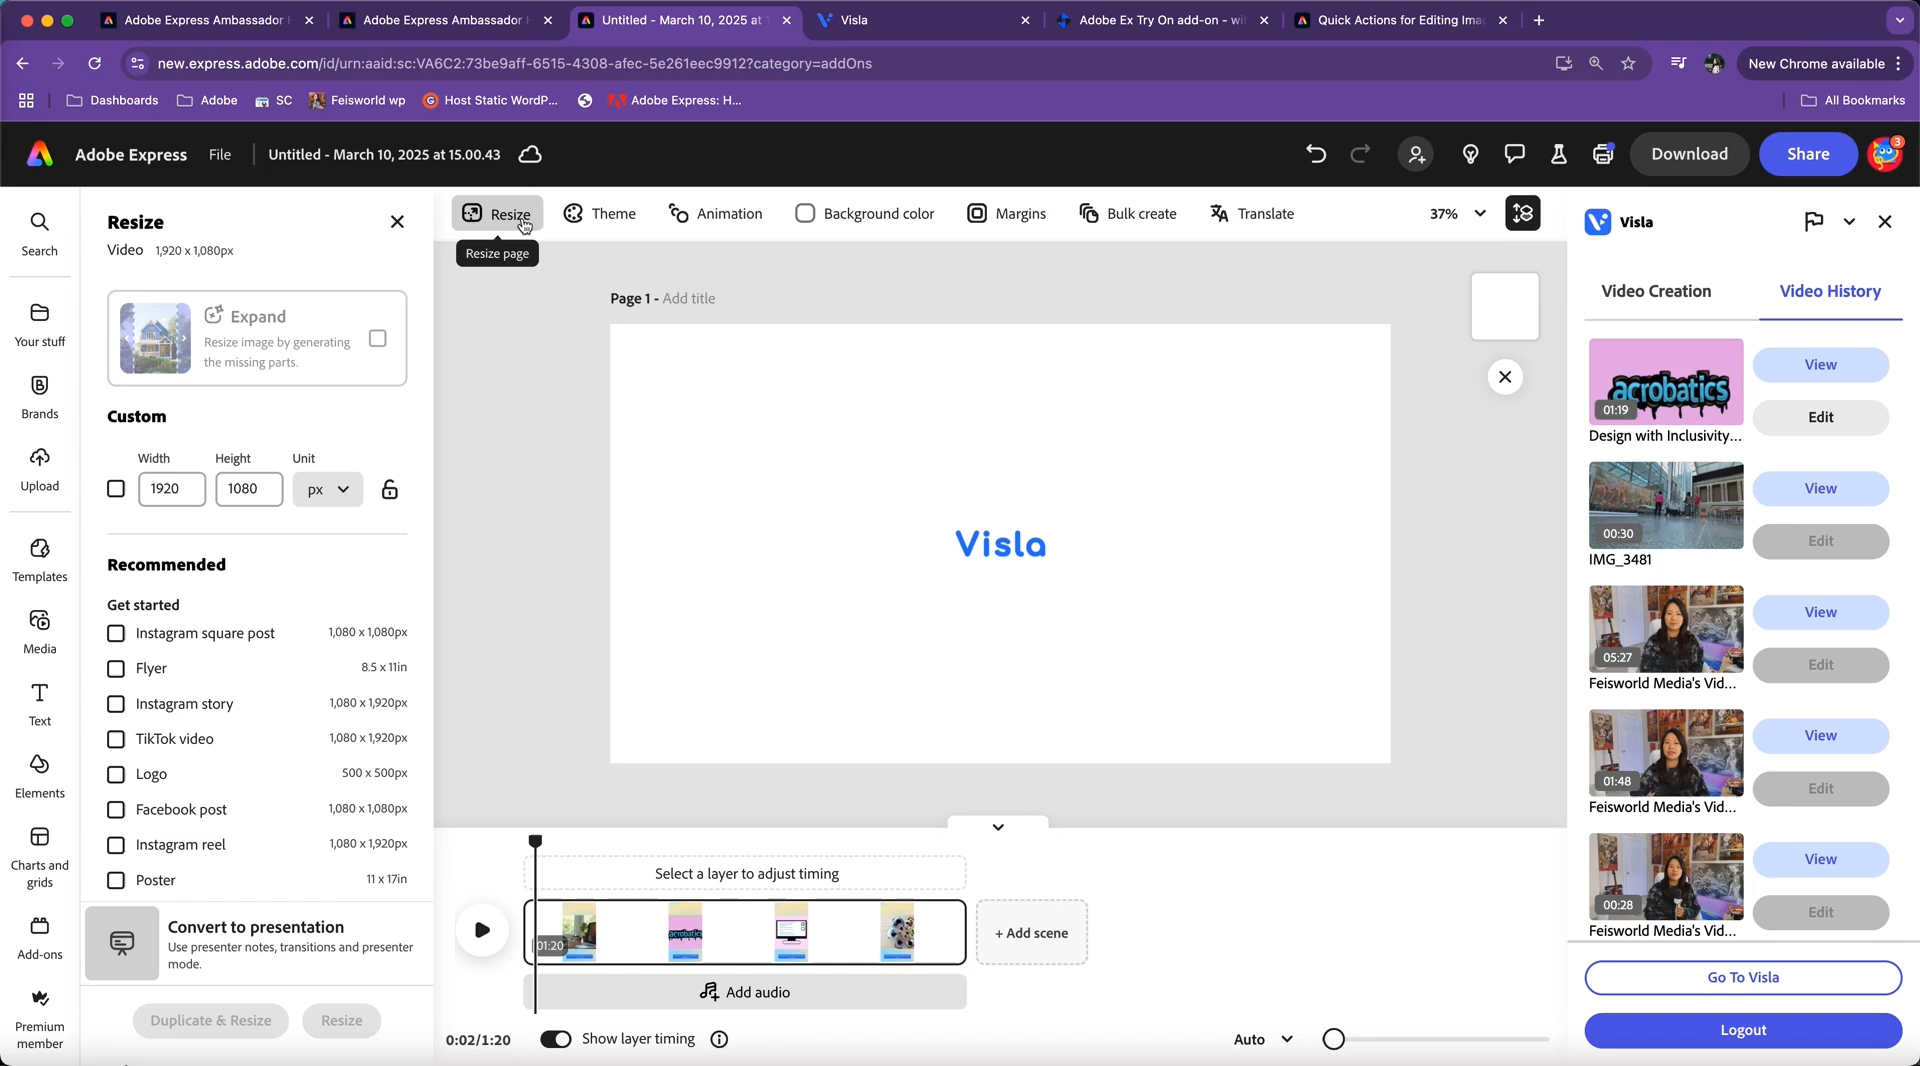 Adobe Express Ambassador
Adobe Express Ambassador
Untitled - March 10, 2025 at
Visla
Adobe Ex Try On add-on - wi
Quick Actions for Editing Ima
new.express.adobe.com/id/urn:aaid:sc:VA6C2:73be9aff-6515-4308-afec-5e261eec9912?category=addOns
New Chrome available
Dashboards
Adobe
SC
Feisworld wp
Host Static WordP...
Adobe Express: H...
All Bookmarks
Adobe Express
File
Untitled - March 10, 2025 at 15.00.43
Download
Share
3
Search
Your stuff
Brands
Upload
Templates
Media
Text
Elements
Charts and
grids
Add-ons
Premium
member
Resize
Video 1,920 x 1,080px
Expand
Resize image by generating
the missing parts.
Custom
Width Height Unit
1920 1080 px
Recommended
Get started
Instagram square post 1,080 x 1,080px
Flyer 8.5 x 11in
Instagram story 1,080 x 1,920px
TikTok video 1,080 x 1,920px
Logo 500 x 500px
Facebook post 1,080 x 1,080px
Instagram reel 1,080 x 1,920px
Poster 11 x 17in
Convert to presentation
Use presenter notes, transitions and presenter
mode.
Duplicate & Resize
Resize
Resize
Theme
Animation
Background color
Margins
Bulk create
Translate
37%
Resize page
Page 1 - Add title
Visla
Select a layer to adjust timing
01:20
acrobatics
+ Add scene
Add audio
0:02/1:20
Show layer timing
Auto
Visla
Video Creation
Video History
acrobatics
01:19
View
Edit
Design with Inclusivity...
00:30
View
Edit
IMG_3481
05:27
View
Edit
Feisworld Media's Vid...
01:48
View
Edit
Feisworld Media's Vid...
00:28
View
Edit
Feisworld Media's Vid...
Go To Visla
Logout